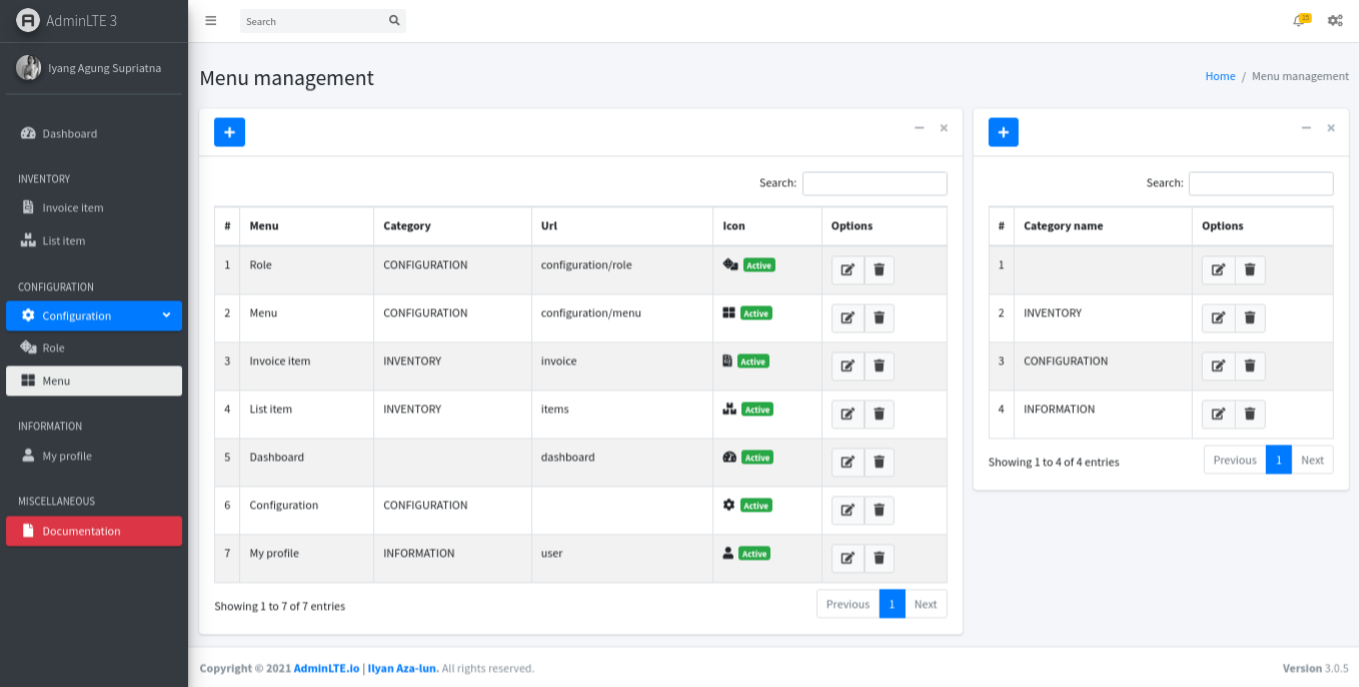 AdminLTE 3
Search
15
Iyang Agung Supriatna
Menu management
Home / Menu management
Dashboard
INVENTORY
Invoice item
List item
CONFIGURATION
Configuration
Role
Menu
INFORMATION
My profile
MISCELLANEOUS
Documentation
Search:
# Menu Category Url Icon Options
1 Role CONFIGURATION configuration/role Active
2 Menu CONFIGURATION configuration/menu Active
3 Invoice item INVENTORY invoice Active
4 List item INVENTORY items Active
5 Dashboard dashboard Active
6 Configuration CONFIGURATION Active
7 My profile INFORMATION user Active
Showing 1 to 7 of 7 entries
Previous 1 Next
Search:
# Category name Options
1
2 INVENTORY
3 CONFIGURATION
4 INFORMATION
Showing 1 to 4 of 4 entries
Previous 1 Next
Copyright © 2021 AdminLTE.io | Ilyan Aza-lun. All rights reserved.
Version 3.0.5